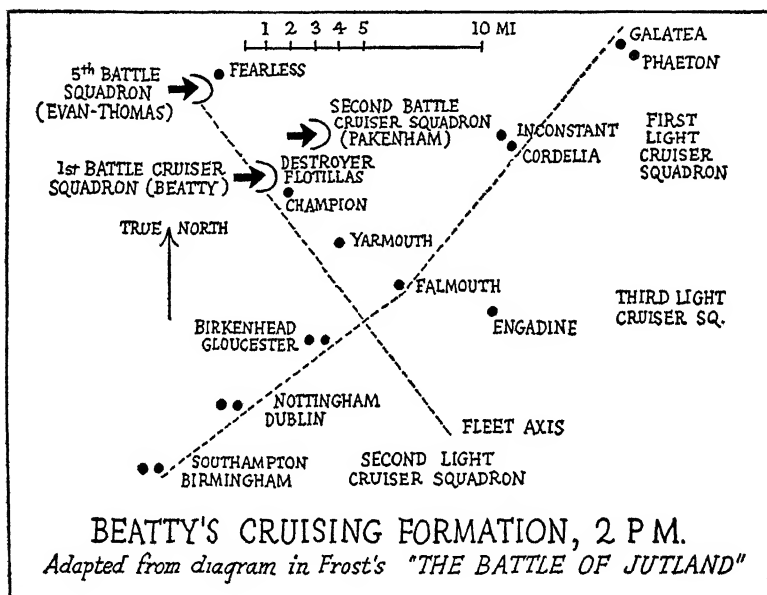 1 2 3 4 5 10 MI
GALATEA
PHAETON
5th BATTLE
SQUADRON
(EVAN-THOMAS)
FEARLESS
SECOND BATTLE
CRUISER SQUADRON
(PAKENHAM)
INCONSTANT
CORDELIA
FIRST
LIGHT
CRUISER
SQUADRON
1st BATTLE CRUISER
SQUADRON (BEATTY)
DESTROYER
FLOTILLAS
CHAMPION
TRUE NORTH
YARMOUTH
FALMOUTH
ENGADINE
THIRD LIGHT
CRUISER SQ.
BIRKENHEAD
GLOUCESTER
NOTTINGHAM
DUBLIN
FLEET AXIS
SOUTHAMPTON
BIRMINGHAM
SECOND LIGHT
CRUISER SQUADRON
BEATTY'S CRUISING FORMATION, 2 P M.
Adapted from diagram in Frost's "THE BATTLE OF JUTLAND"